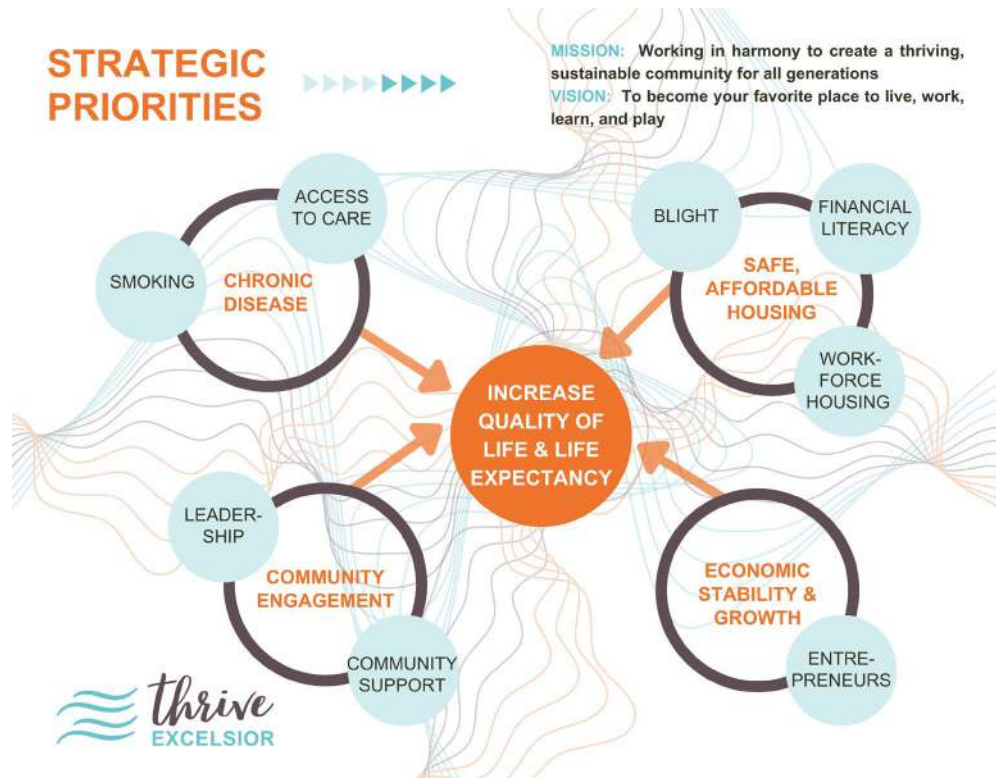 STRATEGIC
PRIORITIES
MISSION: Working in harmony to create a thriving,
sustainable community for all generations
VISION: To become your favorite place to live, work,
learn, and play
ACCESS
TO CARE
SMOKING
CHRONIC
DISEASE
BLIGHT
FINANCIAL
LITERACY
SAFE,
AFFORDABLE
HOUSING
WORK-
FORCE
HOUSING
INCREASE
QUALITY OF
LIFE & LIFE
EXPECTANCY
LEADER-
SHIP
COMMUNITY
ENGAGEMENT
COMMUNITY
SUPPORT
ECONOMIC
STABILITY &
GROWTH
ENTRE-
PRENEURS
thrive
EXCELSIOR